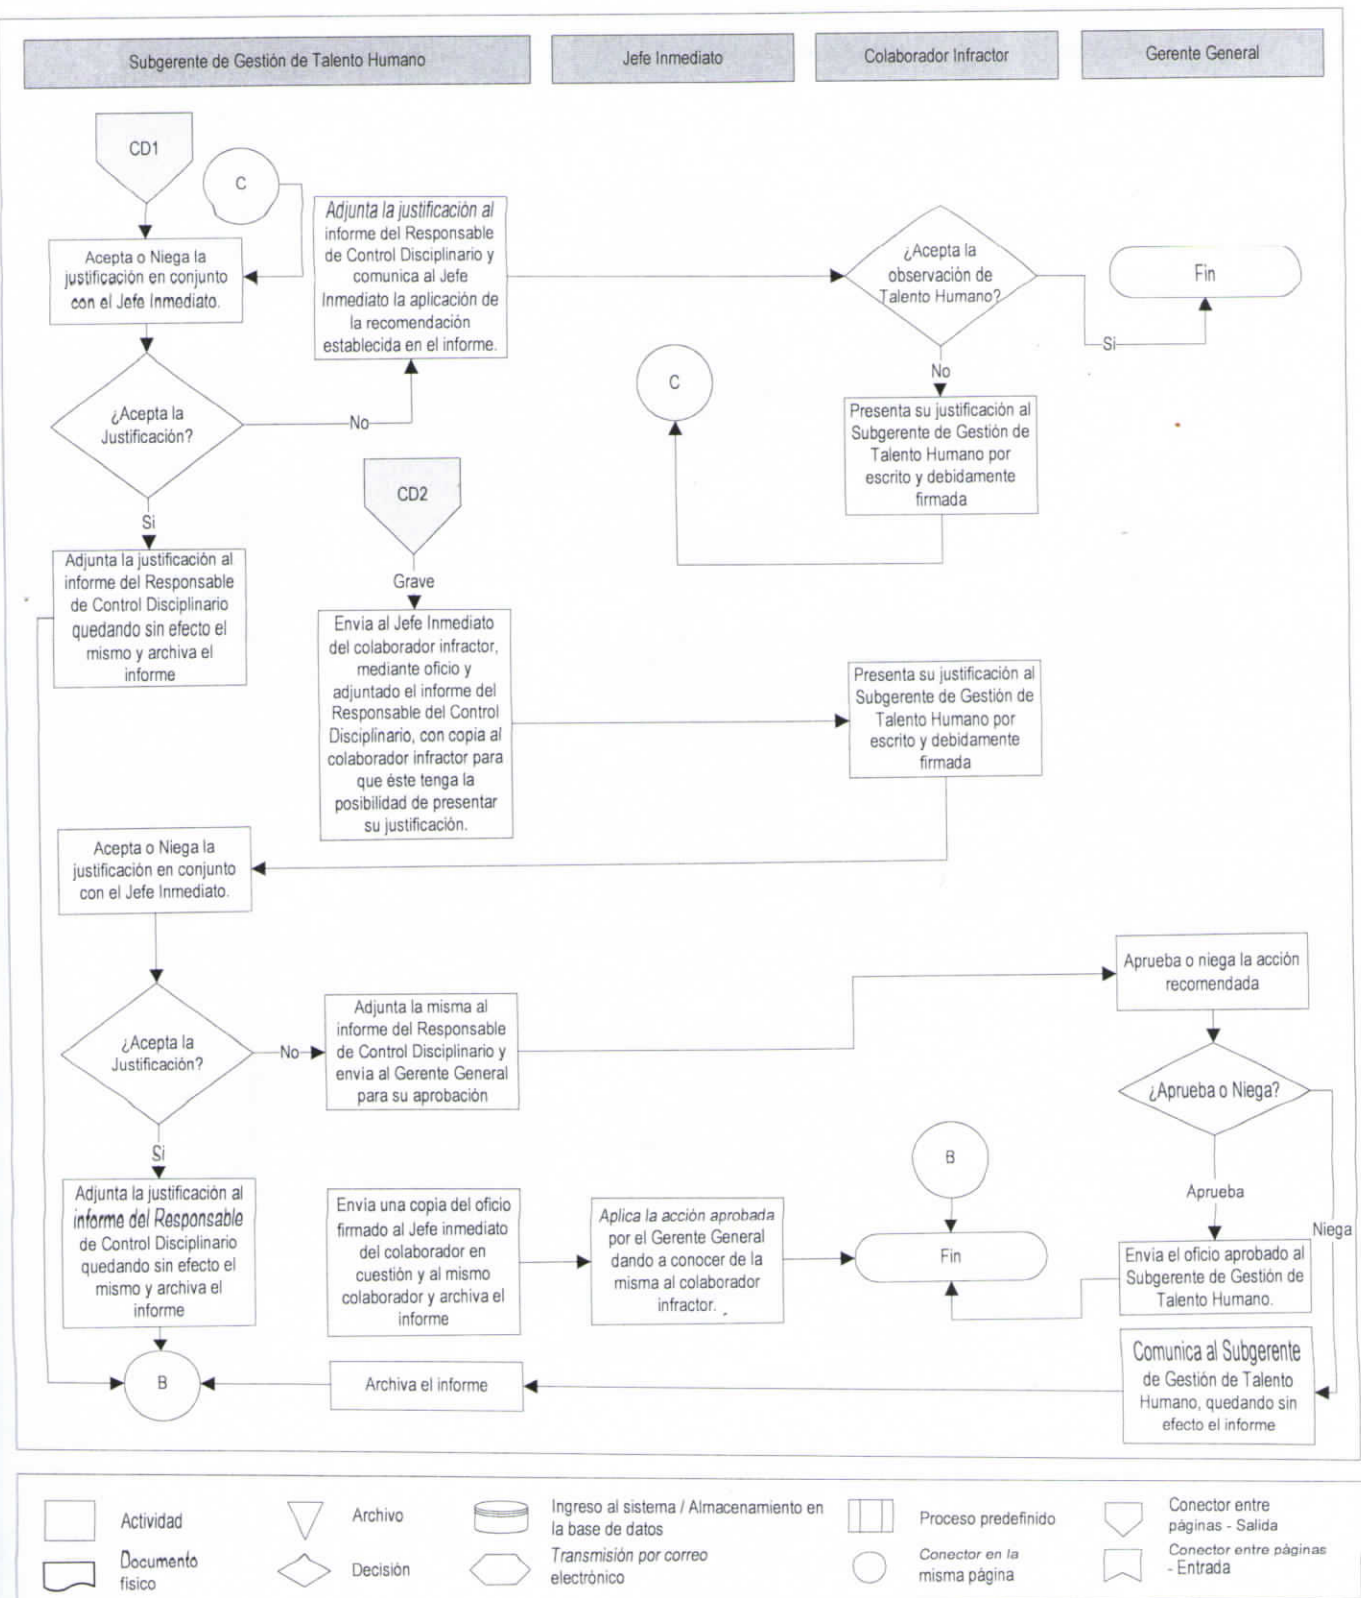 Subgerente de Gestión de Talento Humano
Jefe Inmediato
Colaborador Infractor
Gerente General
CD1
C
Acepta o Niega la
justificación en conjunto
con el Jefe Inmediato.
Adjunta la justificación al
informe del Responsable
de Control Disciplinario y
comunica al Jefe
Inmediato la aplicación de
la recomendación
establecida en el informe.
¿Acepta la
observación de
Talento Humano?
Fin
Si
No
C
Presenta su justificación al
Subgerente de Gestión de
Talento Humano por
escrito y debidamente
firmada
¿Acepta la
Justificación?
No
Si
CD2
Grave
Adjunta la justificación al
informe del Responsable
de Control Disciplinario
quedando sin efecto el
mismo y archiva el
informe
Envia al Jefe Inmediato
del colaborador infractor,
mediante oficio y
adjuntado el informe del
Responsable del Control
Disciplinario, con copia al
colaborador infractor para
que éste tenga la
posibilidad de presentar
su justificación.
Presenta su justificación al
Subgerente de Gestión de
Talento Humano por
escrito y debidamente
firmada
Acepta o Niega la
justificación en conjunto
con el Jefe Inmediato.
¿Acepta la
Justificación?
No
Adjunta la misma al
informe del Responsable
de Control Disciplinario y
envia al Gerente General
para su aprobación
Aprueba o niega la acción
recomendada
¿Aprueba o Niega?
Aprueba
Niega
Si
Adjunta la justificación al
informe del Responsable
de Control Disciplinario
quedando sin efecto el
mismo y archiva el
informe
Envia una copia del oficio
firmado al Jefe inmediato
del colaborador en
cuestión y al mismo
colaborador y archiva el
informe
Aplica la acción aprobada
por el Gerente General
dando a conocer de la
misma al colaborador
infractor.
B
Fin
Envia el oficio aprobado al
Subgerente de Gestión de
Talento Humano.
B
Archiva el informe
Comunica al Subgerente
de Gestión de Talento
Humano, quedando sin
efecto el informe
Actividad
Archivo
Ingreso al sistema / Almacenamiento en
la base de datos
Proceso predefinido
Conector entre
páginas - Salida
Documento
fisico
Decisión
Transmisión por correo
electrónico
Conector en la
misma página
Conector entre páginas
- Entrada